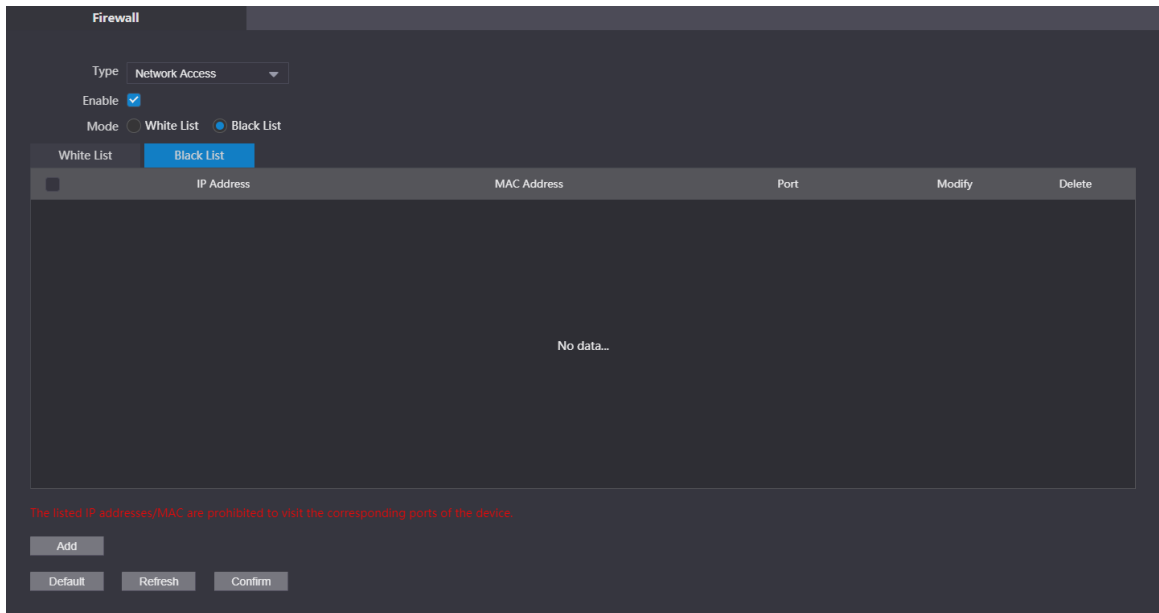 Firewall
Type Network Access
Enable
Mode White List Black List
White List Black List
IP Address MAC Address Port Modify Delete
No data...
The listed IP addresses/MAC are prohibited to visit the corresponding ports of the device.
Add
Default Refresh Confirm